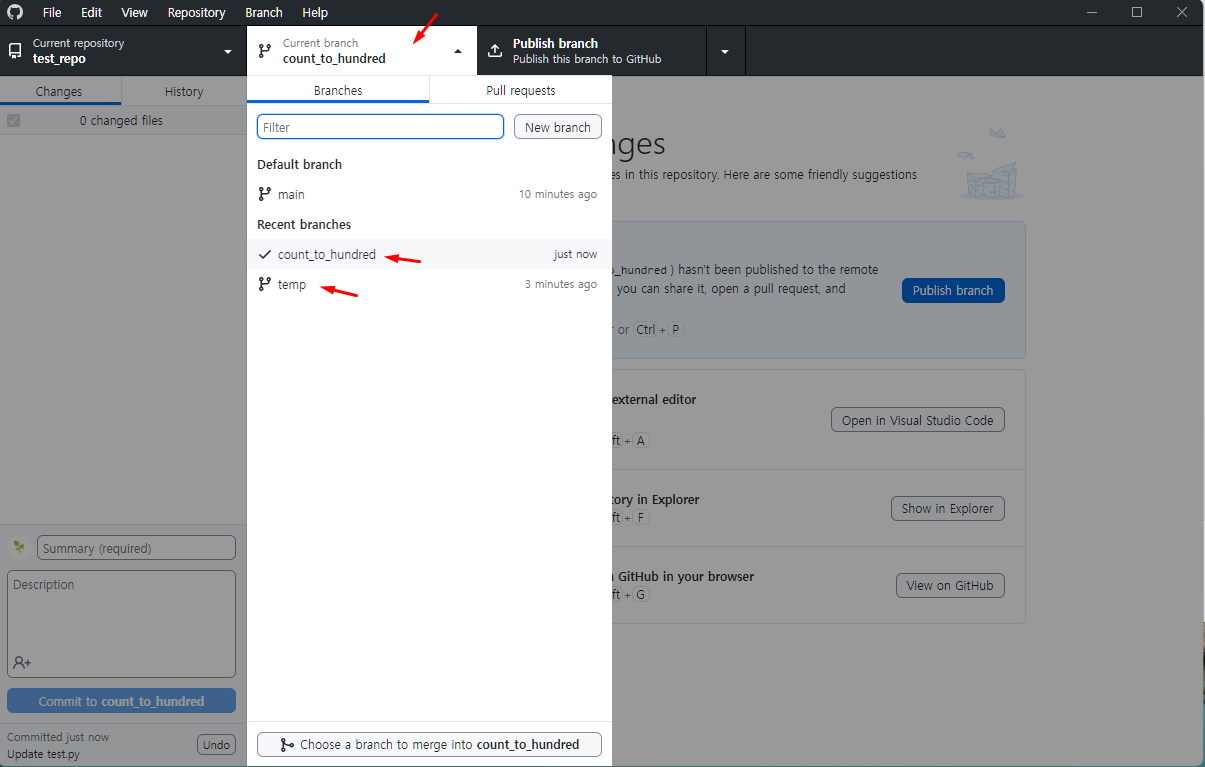 File Edit View Repository Branch Help
Current repository
test_repo
Current branch
count_to_hundred
Publish branch
Publish this branch to GitHub
Changes History
0 changed files
Branches Pull requests
Filter
New branch
Default branch
main 10 minutes ago
Recent branches
count_to_hundred just now
temp 3 minutes ago
Choose a branch to merge into count_to_hundred
nges
es in this repository. Here are some friendly suggestions
o_hundred) hasn't been published to the remote
you can share it, open a pull request, and
Publish branch
or Ctrl + P
external editor
Open in Visual Studio Code
ft + A
tory in Explorer
Show in Explorer
ft + F
GitHub in your browser
View on GitHub
ft + G
Summary (required)
Description
Commit to count_to_hundred
Committed just now
Update test.py
Undo